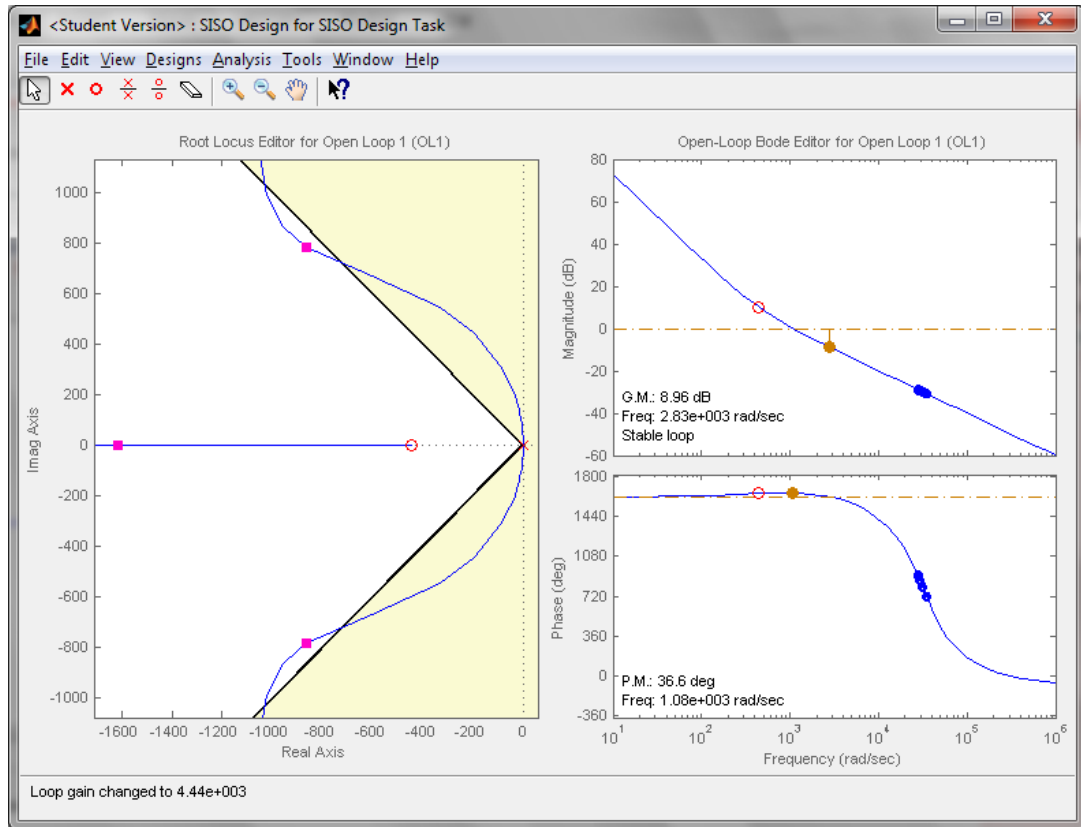 <Student Version> : SISO Design for SISO Design Task
File Edit View Designs Analysis Tools Window Help
Root Locus Editor for Open Loop 1 (OL1)
1000
800
600
400
200
0
-200
-400
-600
-800
-1000
Imag Axis
-1600 -1400 -1200 -1000 -800 -600 -400 -200 0
Real Axis
Open-Loop Bode Editor for Open Loop 1 (OL1)
80
60
40
20
0
-20
-40
-60
Magnitude (dB)
G.M.: 8.96 dB
Freq: 2.83e+003 rad/sec
Stable loop
1800
1440
1080
720
360
0
-360
Phase (deg)
P.M.: 36.6 deg
Freq: 1.08e+003 rad/sec
10^1 10^2 10^3 10^4 10^5 10^6
Frequency (rad/sec)
Loop gain changed to 4.44e+003